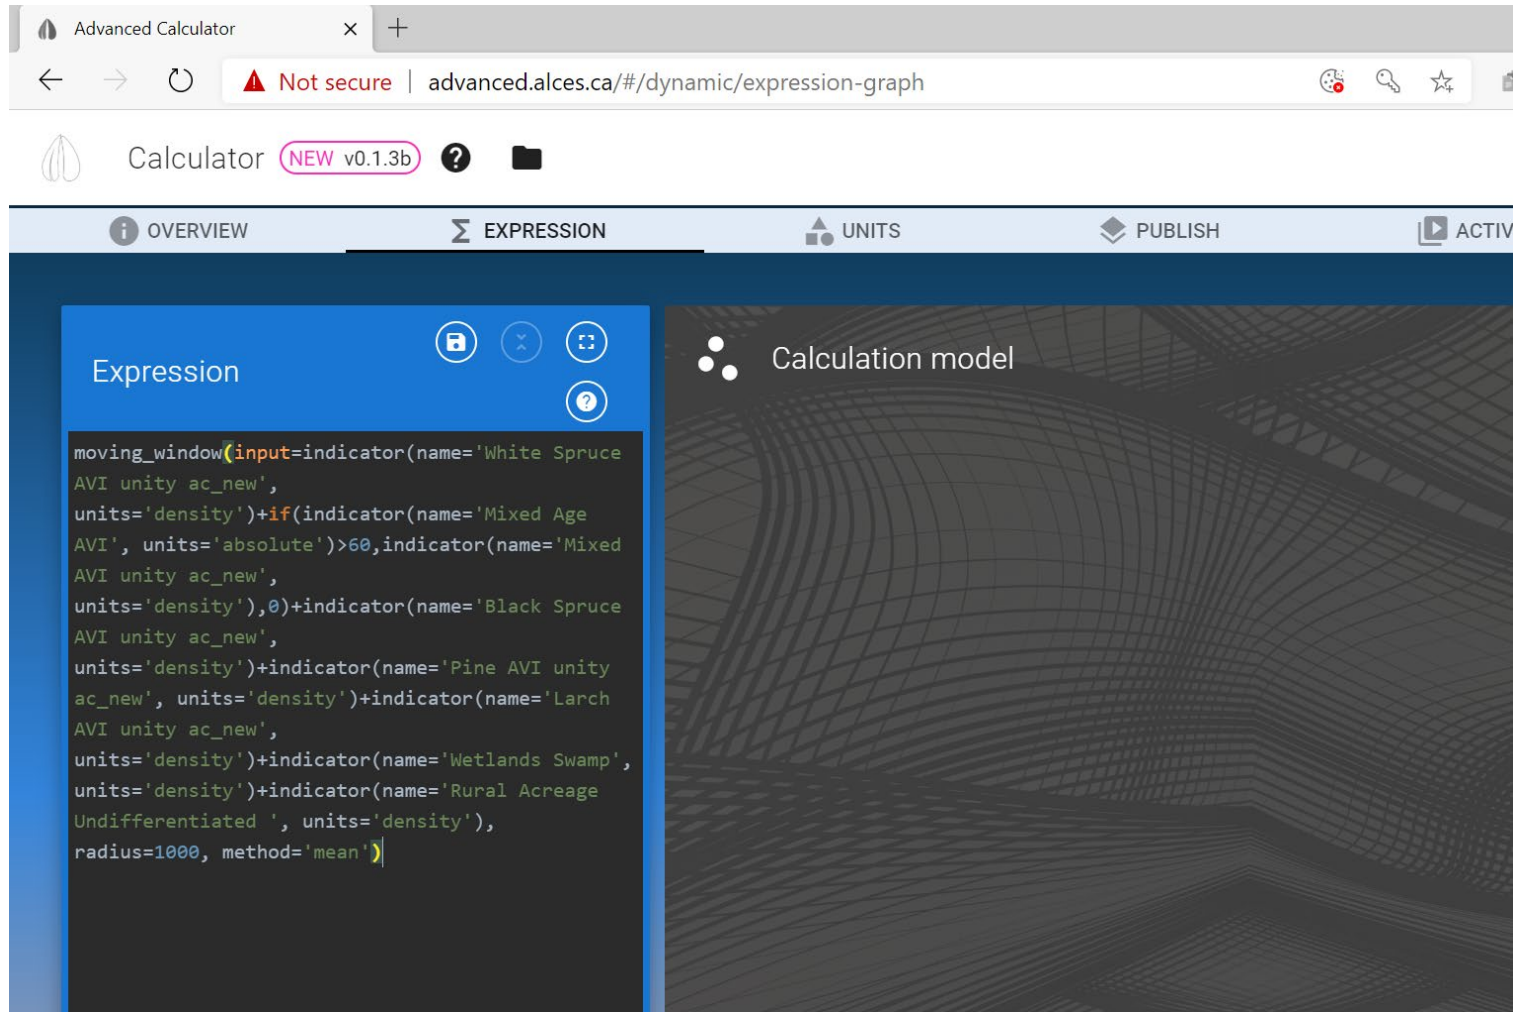 Advanced Calculator
Not secure | advanced.alces.ca/#/dynamic/expression-graph
Calculator NEW v0.1.3b
OVERVIEW EXPRESSION UNITS PUBLISH ACTIV
Expression
Calculation model
moving_window(input=indicator(name='White Spruce
AVI unity ac_new',
units='density')+if(indicator(name='Mixed Age
AVI', units='absolute')>60,indicator(name='Mixed
AVI unity ac_new',
units='density'),0)+indicator(name='Black Spruce
AVI unity ac_new',
units='density')+indicator(name='Pine AVI unity
ac_new', units='density')+indicator(name='Larch
AVI unity ac_new',
units='density')+indicator(name='Wetlands Swamp',
units='density')+indicator(name='Rural Acreage
Undifferentiated ', units='density'),
radius=1000, method='mean')